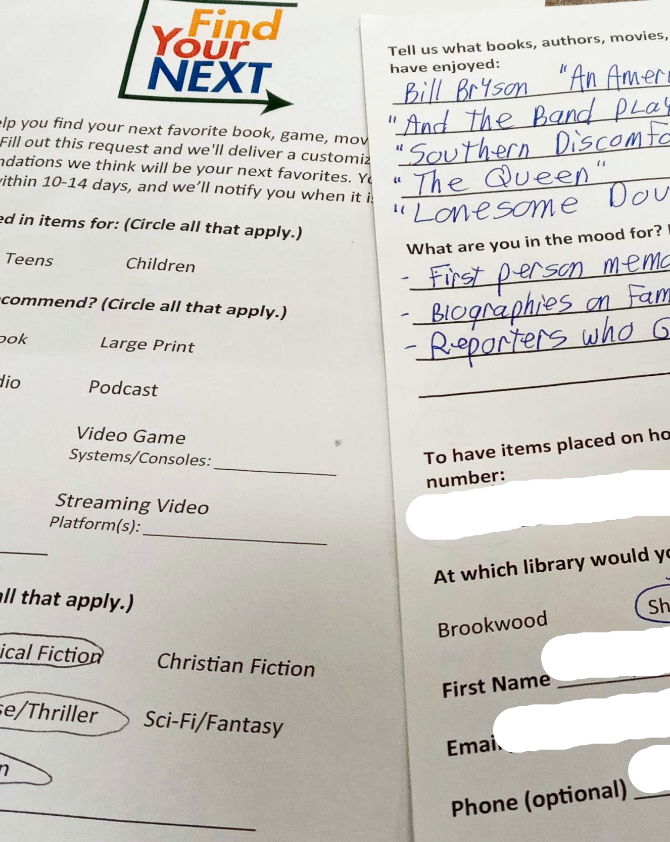 Find
Your
NEXT
elp you find your next favorite book, game, mov
Fill out this request and we'll deliver a customiz
ndations we think will be your next favorites. Yo
ithin 10-14 days, and we'll notify you when it i
ed in items for: (Circle all that apply.)
Teens Children
commend? (Circle all that apply.)
ook Large Print
dio Podcast
Video Game
Systems/Consoles:
Streaming Video
Platform(s):
all that apply.)
ical Fiction Christian Fiction
se/Thriller Sci-Fi/Fantasy
n
Tell us what books, authors, movies,
have enjoyed:
Bill Bryson "An Ameri
"And the Band Play
"Southern Discomfo
"The Queen"
"Lonesome Dov
What are you in the mood for?
- First person memo
- Biographies on Fam
- Reporters who G
To have items placed on ho
number:
At which library would yo
Brookwood Sh
First Name
Email
Phone (optional)